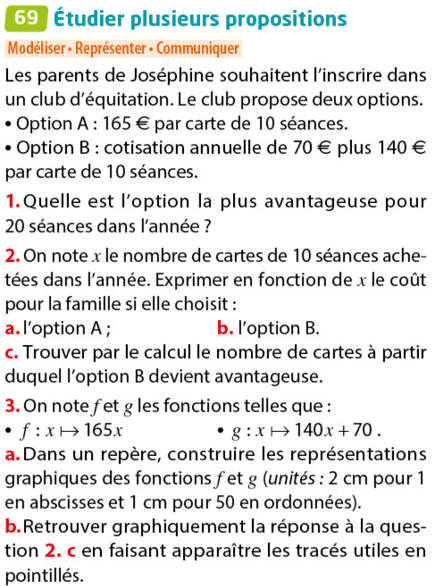 69 Étudier plusieurs propositions
Modéliser • Représenter • Communiquer
Les parents de Joséphine souhaitent l'inscrire dans
un club d'équitation. Le club propose deux options.
• Option A : 165 € par carte de 10 séances.
• Option B : cotisation annuelle de 70 € plus 140 €
par carte de 10 séances.
1. Quelle est l'option la plus avantageuse pour
20 séances dans l'année ?
2. On note x le nombre de cartes de 10 séances ache-
tées dans l'année. Exprimer en fonction de x le coût
pour la famille si elle choisit :
a. l'option A ; b. l'option B.
c. Trouver par le calcul le nombre de cartes à partir
duquel l'option B devient avantageuse.
3. On note f et g les fonctions telles que :
• f : x ↦ 165x • g : x ↦ 140x + 70 .
a. Dans un repère, construire les représentations
graphiques des fonctions f et g (unités : 2 cm pour 1
en abscisses et 1 cm pour 50 en ordonnées).
b. Retrouver graphiquement la réponse à la ques-
tion 2. c en faisant apparaître les tracés utiles en
pointillés.